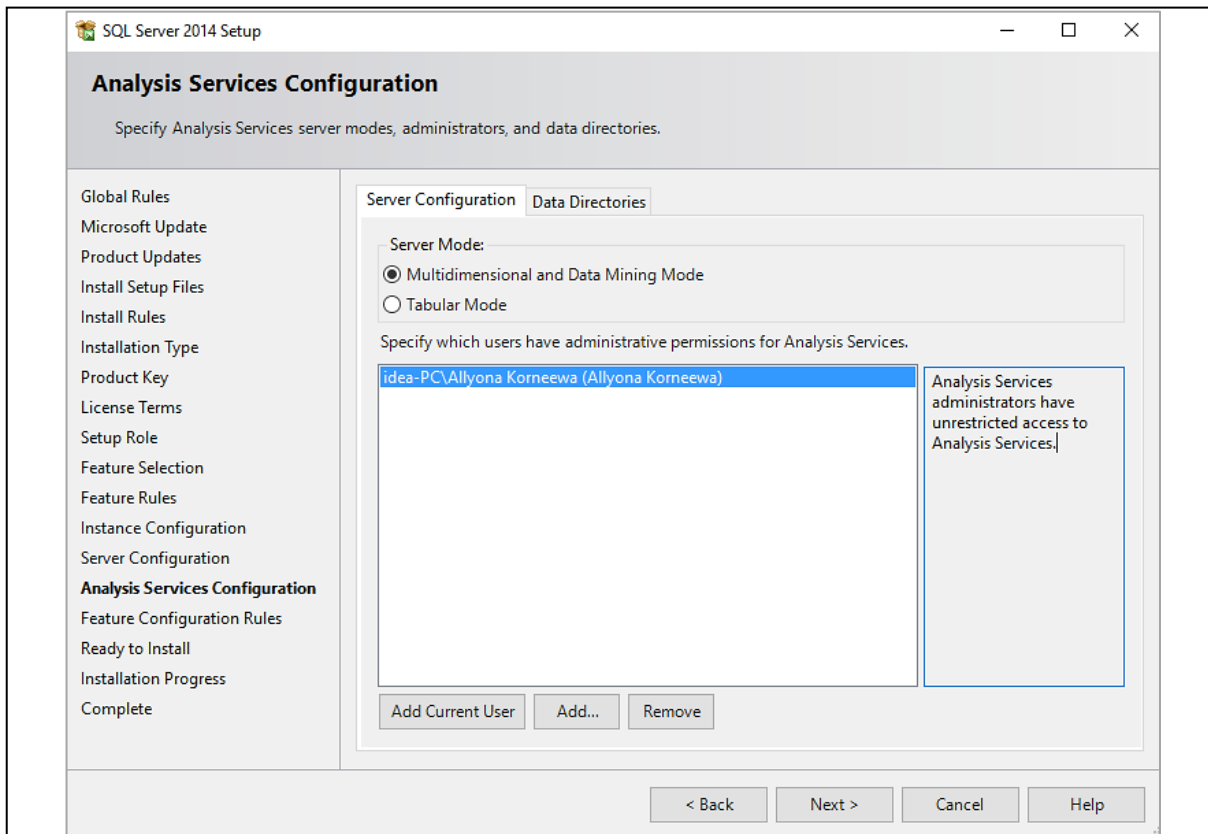 SQL Server 2014 Setup
Analysis Services Configuration
Specify Analysis Services server modes, administrators, and data directories.
Global Rules
Microsoft Update
Product Updates
Install Setup Files
Install Rules
Installation Type
Product Key
License Terms
Setup Role
Feature Selection
Feature Rules
Instance Configuration
Server Configuration
Analysis Services Configuration
Feature Configuration Rules
Ready to Install
Installation Progress
Complete
Server Configuration Data Directories
Server Mode:
Multidimensional and Data Mining Mode
Tabular Mode
Specify which users have administrative permissions for Analysis Services.
idea-PC\Allyona Korneewa (Allyona Korneewa)
Analysis Services
administrators have
unrestricted access to
Analysis Services.
Add Current User Add... Remove
< Back Next > Cancel Help